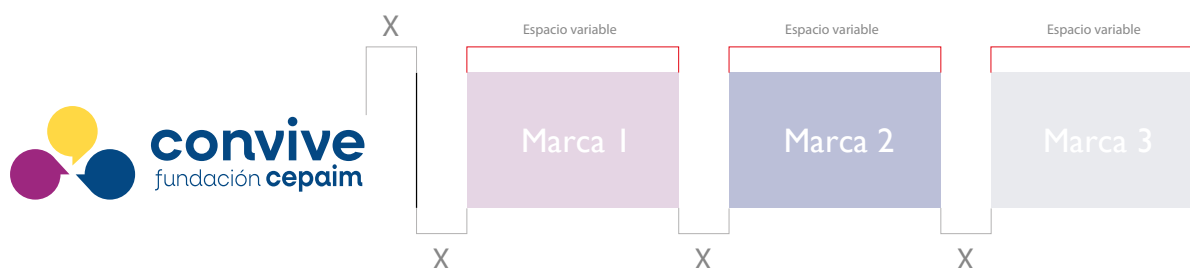 X
Espacio variable
Espacio variable
Espacio variable
convive
fundación cepaim
Marca 1
Marca 2
Marca 3
X
X
X